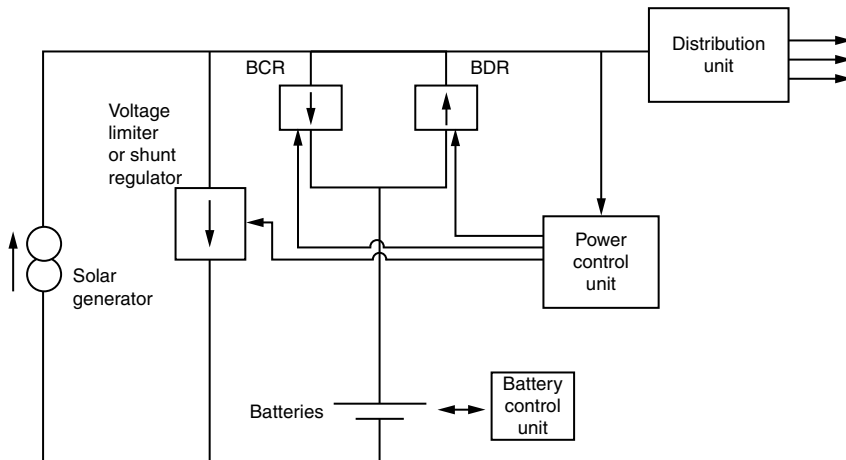 Distribution
unit
BCR
BDR
Voltage
limiter
or shunt
regulator
Power
control
unit
Solar
generator
Batteries
Battery
control
unit